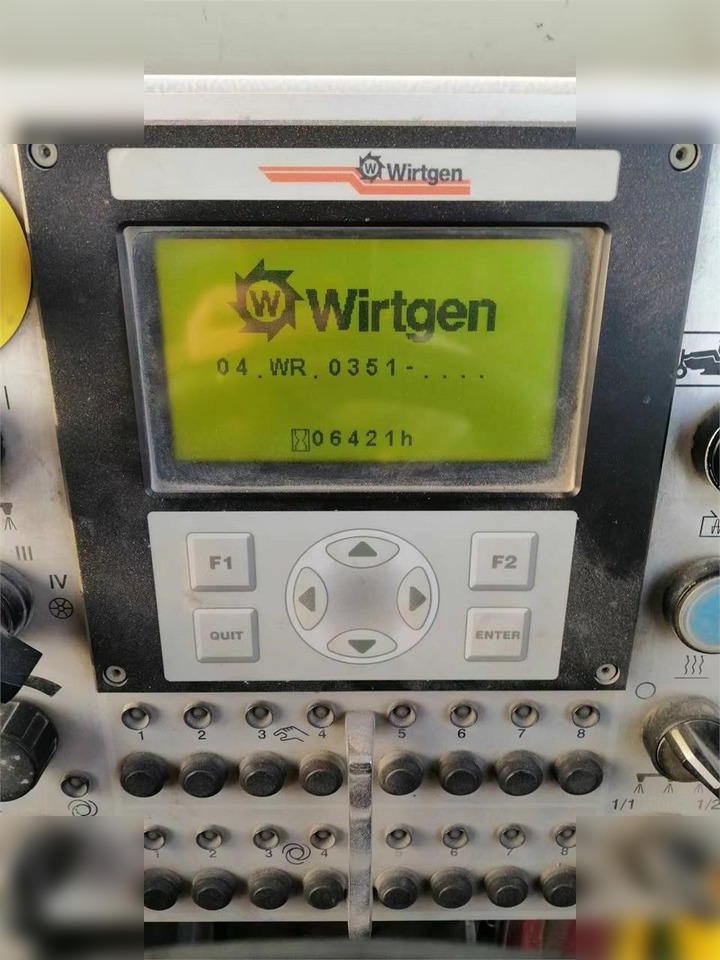 Wirtgen
W Wirtgen
04.WR.0351-....
06421h
F1
F2
QUIT
ENTER
I
III
IV
1 2 3 4 5 6 7 8
1/1 1/2
1 2 3 4 5 6 7 8